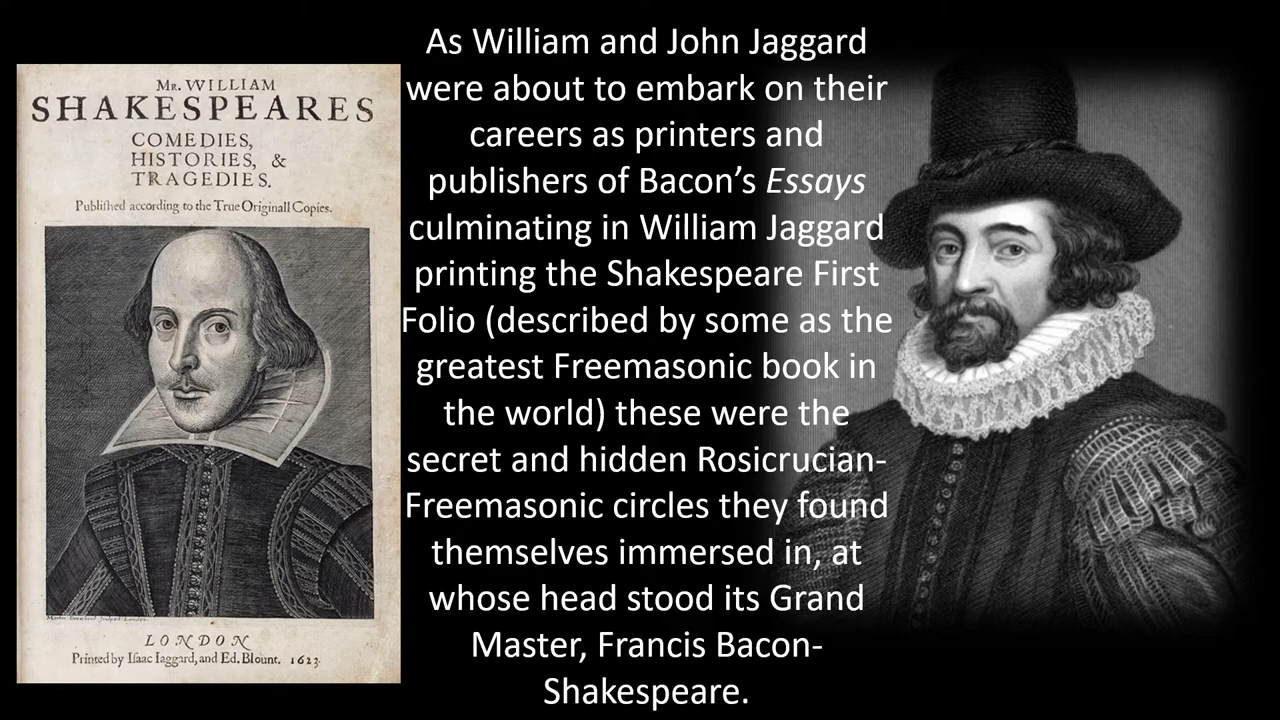 Mr. WILLIAM
SHAKESPEARES
COMEDIES,
HISTORIES, &
TRAGEDIES.
Publiſhed according to the True Originall Copies.
LONDON
Printed by Iſaac Iaggard, and Ed. Blount. 1623.
As William and John Jaggard
were about to embark on their
careers as printers and
publishers of Bacon’s Essays
culminating in William Jaggard
printing the Shakespeare First
Folio (described by some as the
greatest Freemasonic book in
the world) these were the
secret and hidden Rosicrucian-
Freemasonic circles they found
themselves immersed in, at
whose head stood its Grand
Master, Francis Bacon-
Shakespeare.